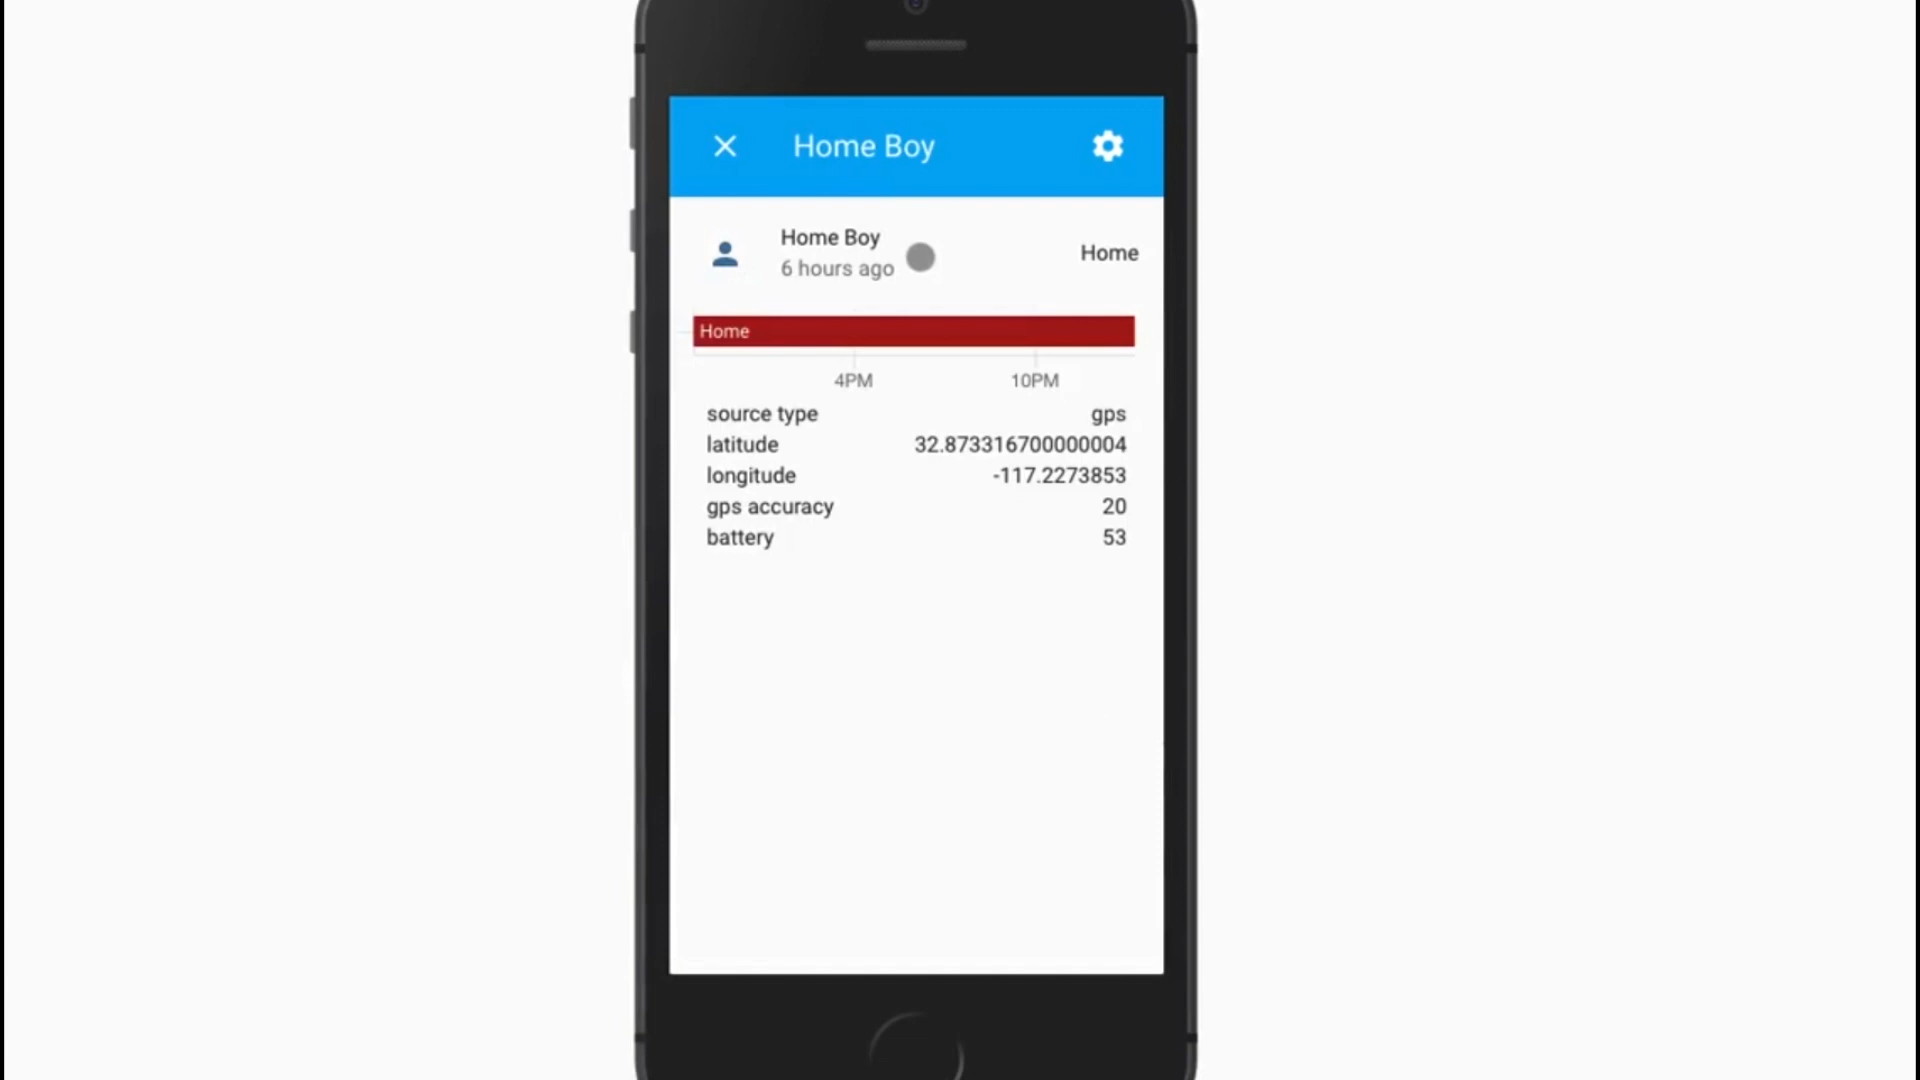 Home Boy
Home Boy
6 hours ago
Home
Home
4PM 10PM
source type gps
latitude 32.873316700000004
longitude -117.2273853
gps accuracy 20
battery 53